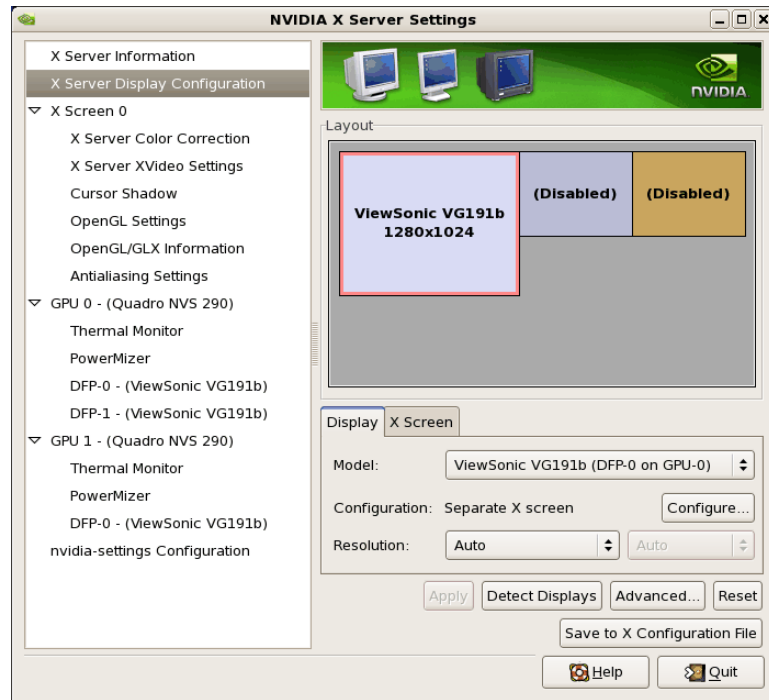 NVIDIA X Server Settings
X Server Information
X Server Display Configuration
X Screen 0
X Server Color Correction
X Server XVideo Settings
Cursor Shadow
OpenGL Settings
OpenGL/GLX Information
Antialiasing Settings
GPU 0 - (Quadro NVS 290)
Thermal Monitor
PowerMizer
DFP-0 - (ViewSonic VG191b)
DFP-1 - (ViewSonic VG191b)
GPU 1 - (Quadro NVS 290)
Thermal Monitor
PowerMizer
DFP-0 - (ViewSonic VG191b)
nvidia-settings Configuration
NVIDIA
Layout
ViewSonic VG191b
1280x1024
(Disabled)
(Disabled)
Display X Screen
Model: ViewSonic VG191b (DFP-0 on GPU-0)
Configuration: Separate X screen Configure...
Resolution: Auto Auto
Apply Detect Displays Advanced... Reset
Save to X Configuration File
Help Quit